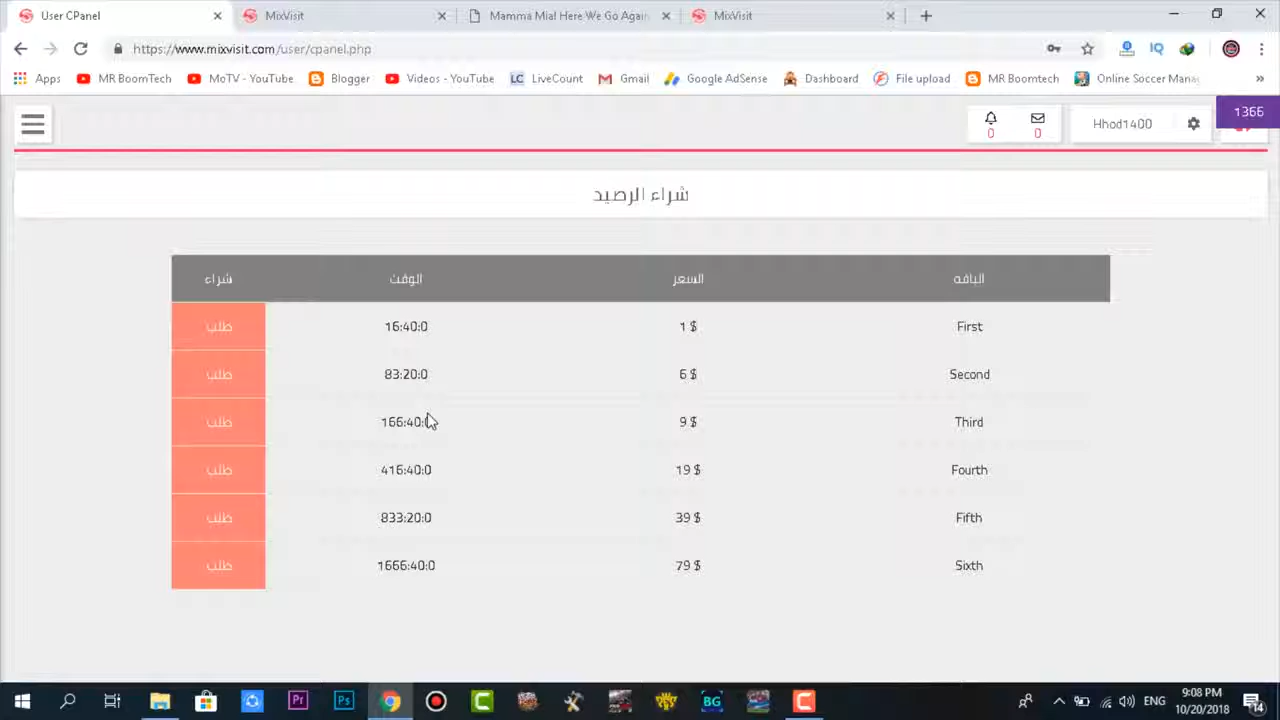 User CPanel
MixVisit
Mamma Mia! Here We Go Again
MixVisit
https://www.mixvisit.com/user/cpanel.php
Apps
MR BoomTech
MoTV - YouTube
Blogger
Videos - YouTube
LiveCount
Gmail
Google AdSense
Dashboard
File upload
MR Boomtech
Online Soccer Mana
0
0
Hhod1400
1366
شراء الرصيد
الباقه السعر الوقت شراء
First 1 $ 16:40:0 طلب
Second 6 $ 83:20:0 طلب
Third 9 $ 166:40:0 طلب
Fourth 19 $ 416:40:0 طلب
Fifth 39 $ 833:20:0 طلب
Sixth 79 $ 1666:40:0 طلب
ENG
9:08 PM
10/20/2018
14